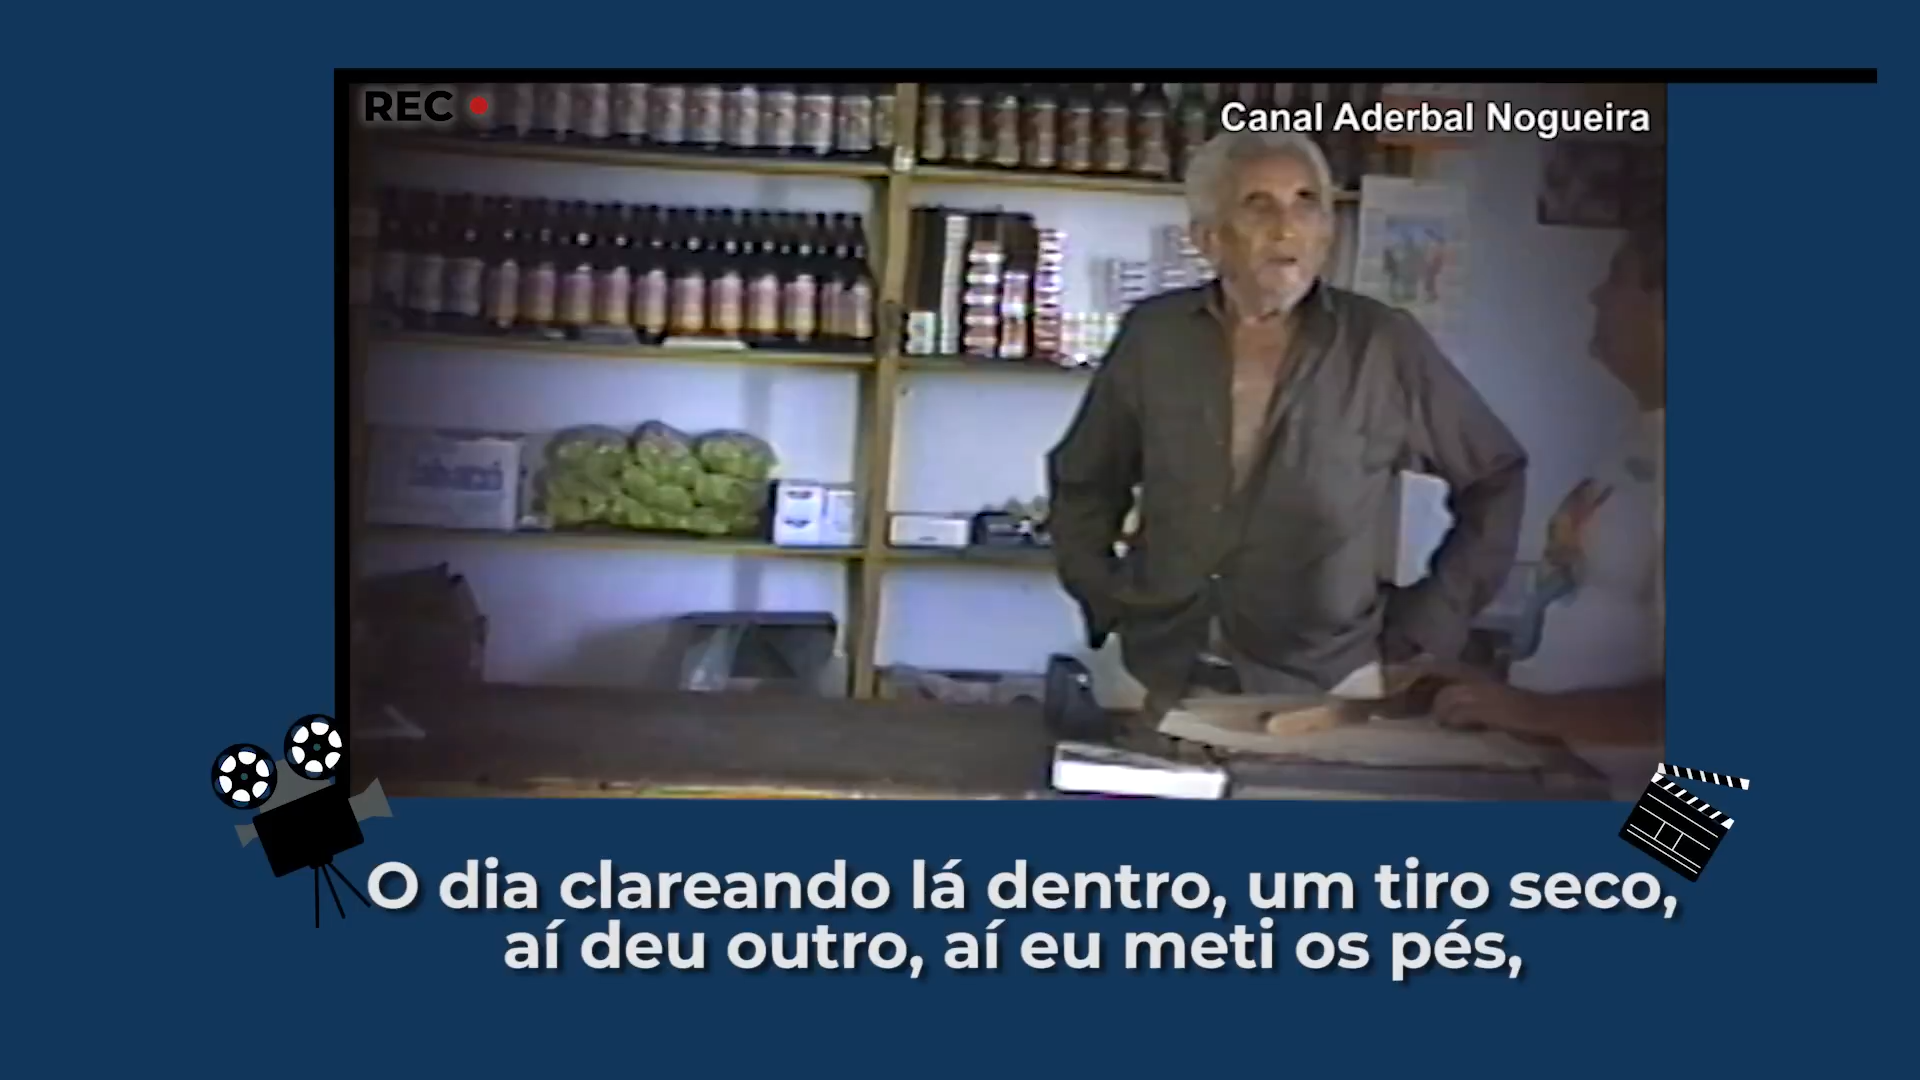 REC
Canal Aderbal Nogueira
O dia clareando lá dentro, um tiro seco,
aí deu outro, aí eu meti os pés,